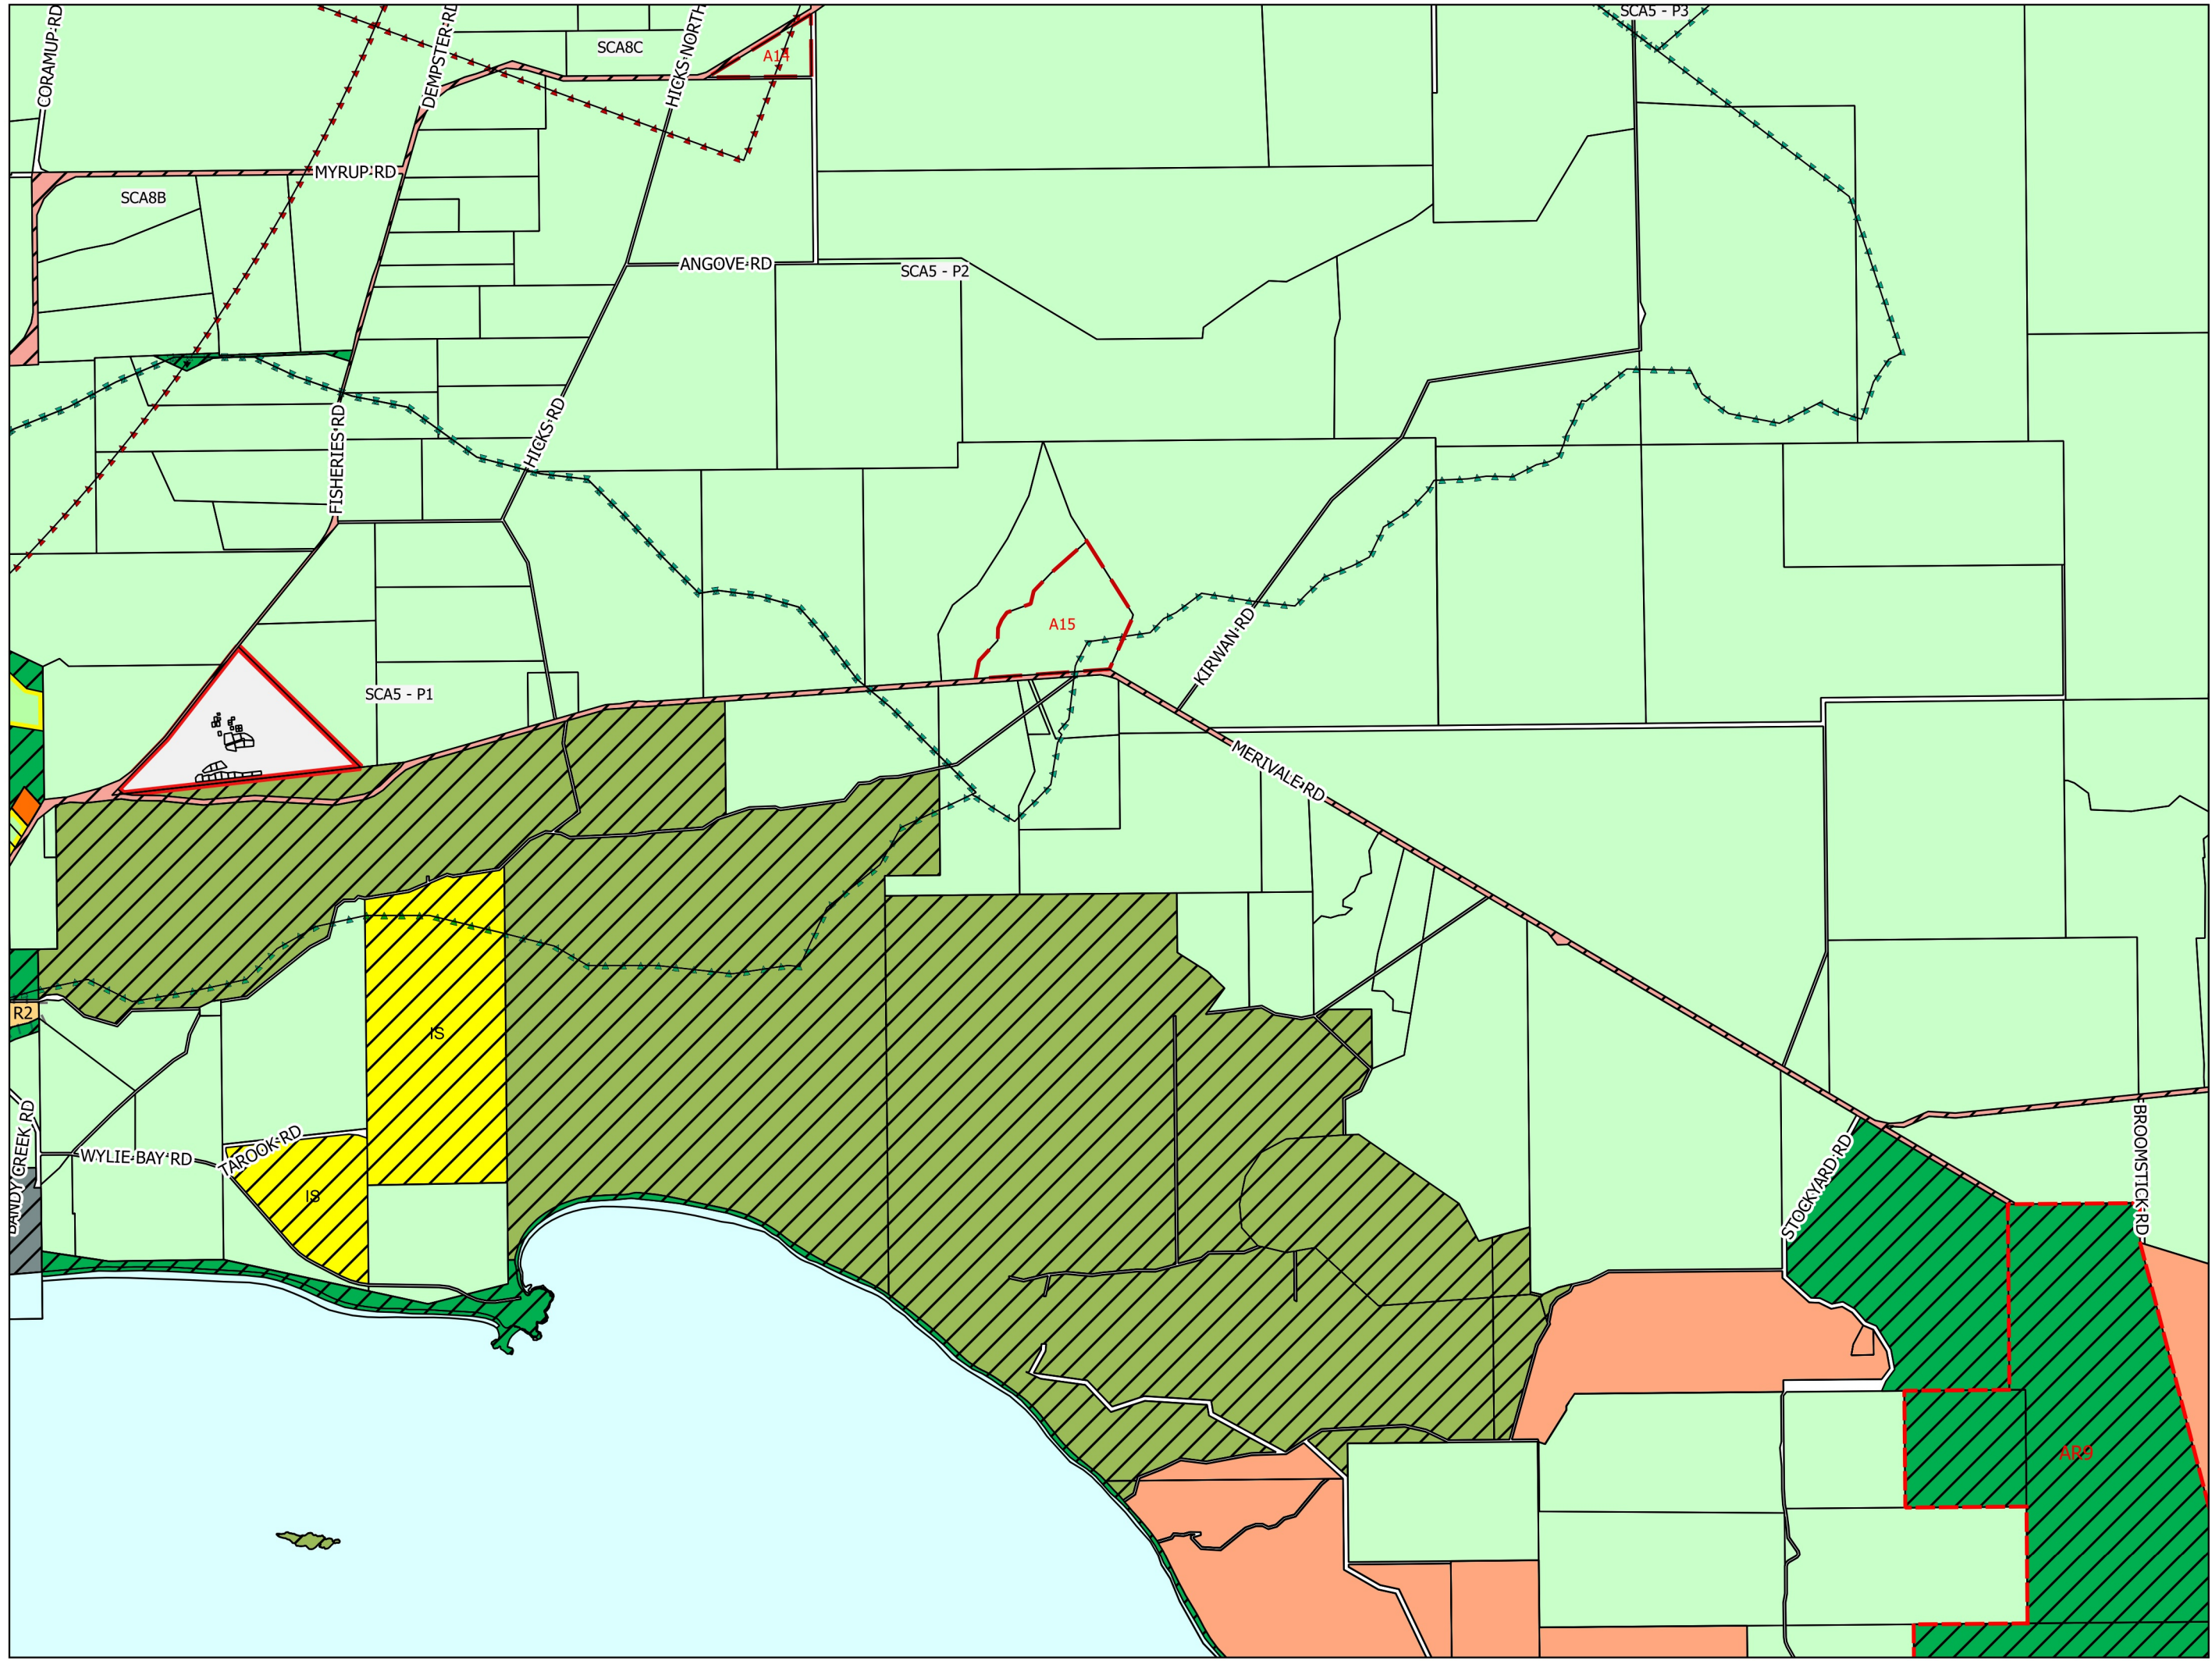 SCA5 - P3
CORAMUP RD
DEMPSTER RD
HICKS NORTH
SCA8C
A14
MYRUP RD
SCA8B
ANGOVE RD
SCA5 - P2
FISHERIES RD
HICKS RD
A15
KIRWAN RD
SCA5 - P1
MERIVALE RD
R2
IS
BANDY CREEK RD
WYLIE BAY RD
TAROOK RD
IS
STOCKYARD RD
BROOMSTICK RD
AR9